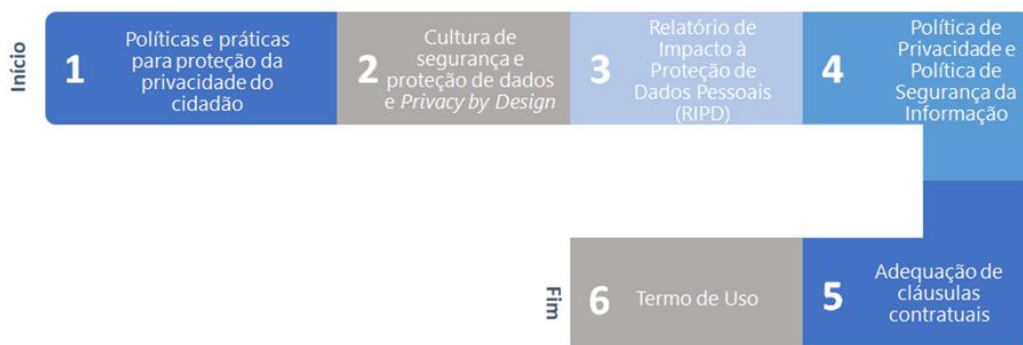 Início
1
Políticas e práticas
para proteção da
privacidade do
cidadão
2
Cultura de
segurança e
proteção de dados
e Privacy by Design
3
Relatório de
Impacto à
Proteção de
Dados Pessoais
(RIPD)
4
Política de
Privacidade e
Política de
Segurança da
Informação
5
Adequação de
cláusulas
contratuais
6
Termo de Uso
Fim